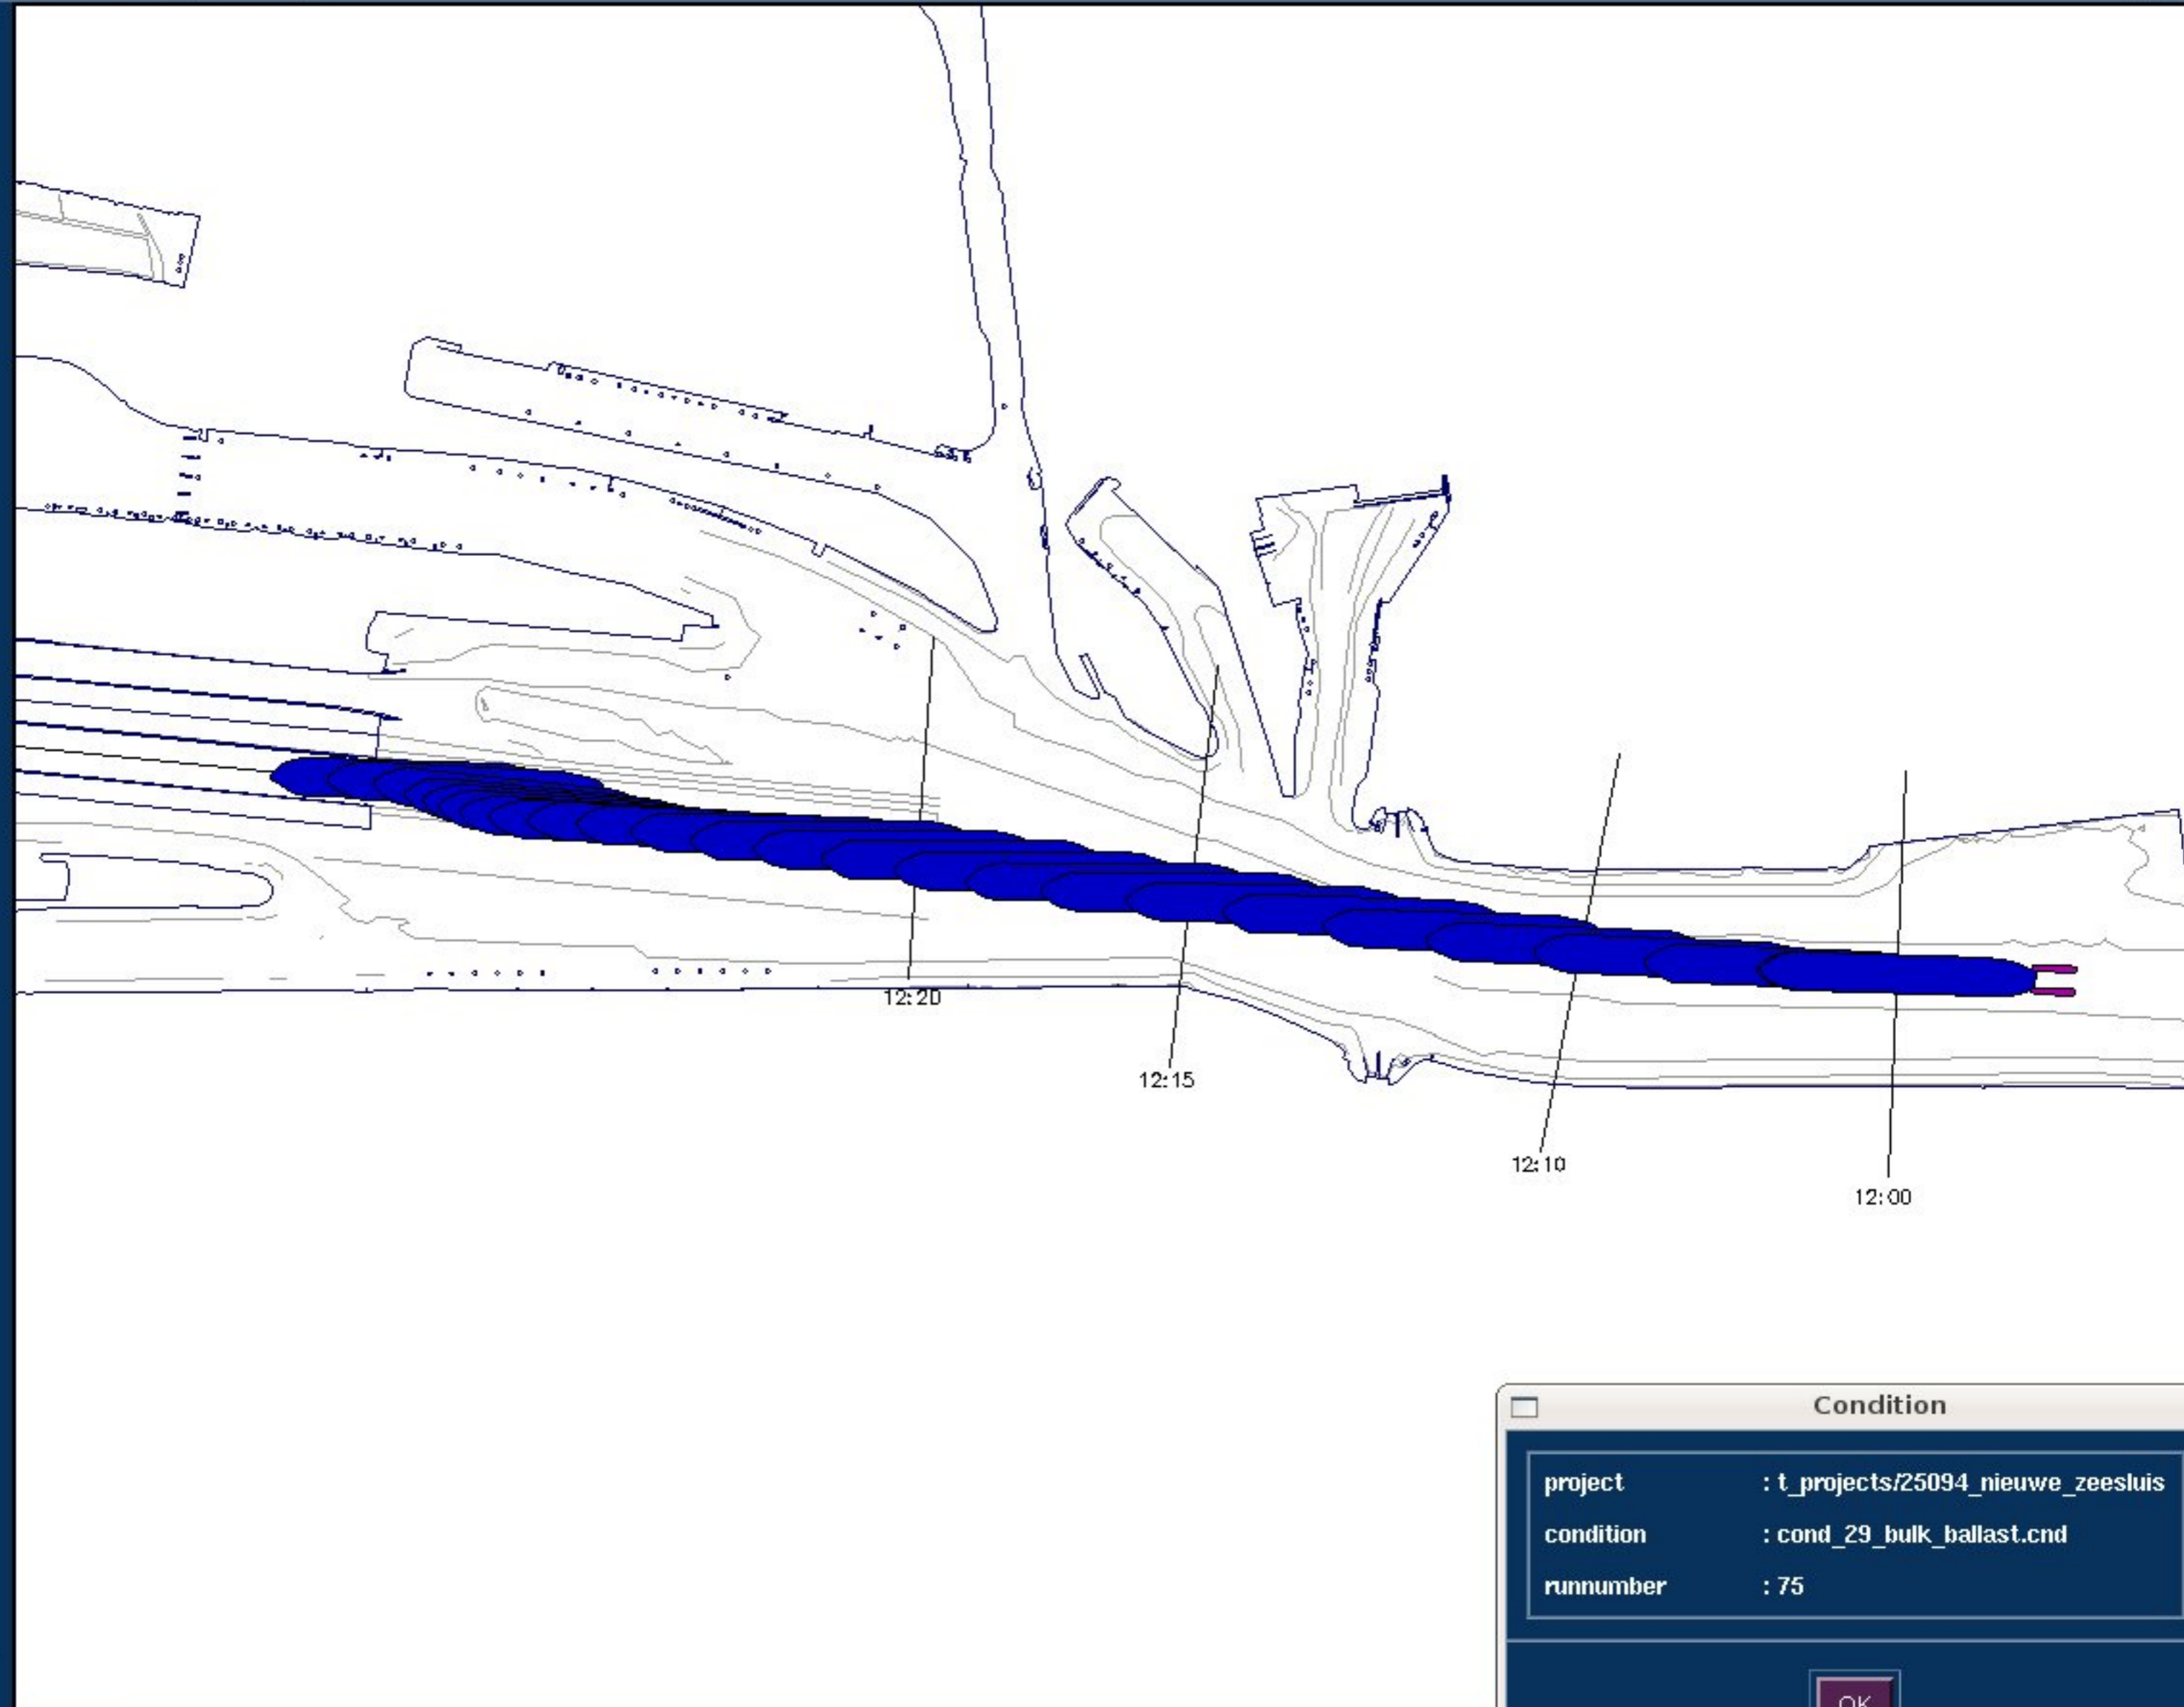 12:20
12:15
12:10
12:00
Condition
project : t_projects/25094_nieuwe_zeesluis
condition : cond_29_bulk_ballast.cnd
runnumber : 75
OK